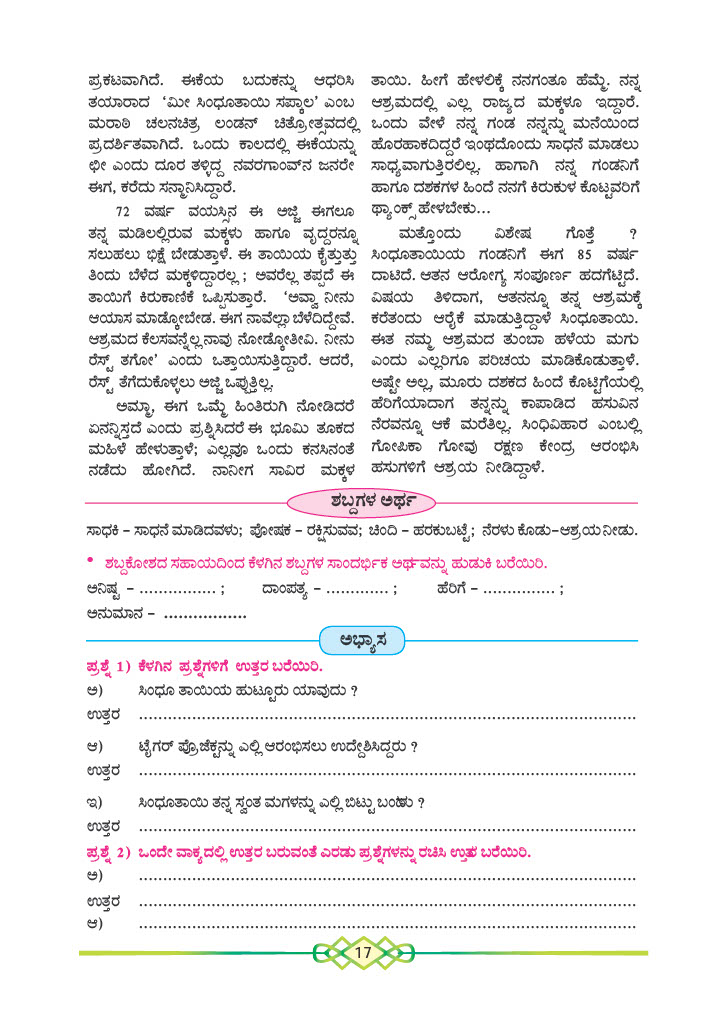 ಪ್ರಕಟವಾಗಿದೆ. ಈಕೆಯ ಬದುಕನ್ನು ಆಧರಿಸಿ
ತಯಾರಾದ ‘ಮೀ ಸಿಂಧೂತಾಯಿ ಸಪ್ಕಾಲ’ ಎಂಬ
ಮರಾಠಿ ಚಲನಚಿತ್ರ ಲಂಡನ್ ಚಿತ್ರೋತ್ಸವದಲ್ಲಿ
ಪ್ರದರ್ಶಿತವಾಗಿದೆ. ಒಂದು ಕಾಲದಲ್ಲಿ ಈಕೆಯನ್ನು
ಛೀ ಎಂದು ದೂರ ತಳ್ಳಿದ್ದ ನವರಗಾಂವ್‌ನ ಜನರೇ
ಈಗ, ಕರೆದು ಸನ್ಮಾನಿಸಿದ್ದಾರೆ.
72 ವರ್ಷ ವಯಸ್ಸಿನ ಈ ಅಜ್ಜಿ ಈಗಲೂ
ತನ್ನ ಮಡಿಲಲ್ಲಿರುವ ಮಕ್ಕಳು ಹಾಗೂ ವೃದ್ದರನ್ನೂ
ಸಲುಹಲು ಭಿಕ್ಷೆ ಬೇಡುತ್ತಾಳೆ. ಈ ತಾಯಿಯ ಕೈತುತ್ತು
ತಿಂದು ಬೆಳೆದ ಮಕ್ಕಳಿದ್ದಾರಲ್ಲ ; ಅವರೆಲ್ಲ ತಪ್ಪದೆ ಈ
ತಾಯಿಗೆ ಕಿರುಕಾಣಿಕೆ ಒಪ್ಪಿಸುತ್ತಾರೆ. ‘ಅವ್ವಾ ನೀನು
ಆಯಾಸ ಮಾಡ್ಕೋಬೇಡ. ಈಗ ನಾವೆಲ್ಲಾ ಬೆಳೆದಿದ್ದೇವೆ.
ಆಶ್ರಮದ ಕೆಲಸವನ್ನೆಲ್ಲ ನಾವು ನೋಡ್ಕೋತೀವಿ. ನೀನು
ರೆಸ್ಟ್ ತಗೋ’ ಎಂದು ಒತ್ತಾಯಿಸುತ್ತಿದ್ದಾರೆ. ಆದರೆ,
ರೆಸ್ಟ್ ತೆಗೆದುಕೊಳ್ಳಲು ಅಜ್ಜಿ ಒಪ್ಪುತ್ತಿಲ್ಲ.
ಅಮ್ಮಾ, ಈಗ ಒಮ್ಮೆ ಹಿಂತಿರುಗಿ ನೋಡಿದರೆ
ಏನನ್ನಿಸ್ತದೆ ಎಂದು ಪ್ರಶ್ನಿಸಿದರೆ ಈ ಭೂಮಿ ತೂಕದ
ಮಹಿಳೆ ಹೇಳುತ್ತಾಳೆ; ಎಲ್ಲವೂ ಒಂದು ಕನಸಿನಂತೆ
ನಡೆದು ಹೋಗಿದೆ. ನಾನೀಗ ಸಾವಿರ ಮಕ್ಕಳ
ತಾಯಿ. ಹೀಗೆ ಹೇಳಲಿಕ್ಕೆ ನನಗಂತೂ ಹೆಮ್ಮೆ. ನನ್ನ
ಆಶ್ರಮದಲ್ಲಿ ಎಲ್ಲ ರಾಜ್ಯದ ಮಕ್ಕಳೂ ಇದ್ದಾರೆ.
ಒಂದು ವೇಳೆ ನನ್ನ ಗಂಡ ನನ್ನನ್ನು ಮನೆಯಿಂದ
ಹೊರಹಾಕದಿದ್ದರೆ ಇಂಥದೊಂದು ಸಾಧನೆ ಮಾಡಲು
ಸಾಧ್ಯವಾಗುತ್ತಿರಲಿಲ್ಲ. ಹಾಗಾಗಿ ನನ್ನ ಗಂಡನಿಗೆ
ಹಾಗೂ ದಶಕಗಳ ಹಿಂದೆ ನನಗೆ ಕಿರುಕುಳ ಕೊಟ್ಟವರಿಗೆ
ಥ್ಯಾಂಕ್ಸ್ ಹೇಳಬೇಕು...
ಮತ್ತೊಂದು ವಿಶೇಷ ಗೊತ್ತೆ ?
ಸಿಂಧೂತಾಯಿಯ ಗಂಡನಿಗೆ ಈಗ 85 ವರ್ಷ
ದಾಟಿದೆ. ಆತನ ಆರೋಗ್ಯ ಸಂಪೂರ್ಣ ಹದಗೆಟ್ಟಿದೆ.
ವಿಷಯ ತಿಳಿದಾಗ, ಆತನನ್ನೂ ತನ್ನ ಆಶ್ರಮಕ್ಕೆ
ಕರೆತಂದು ಆರೈಕೆ ಮಾಡುತ್ತಿದ್ದಾಳೆ ಸಿಂಧೂತಾಯಿ.
ಈತ ನಮ್ಮ ಆಶ್ರಮದ ತುಂಬಾ ಹಳೆಯ ಮಗು
ಎಂದು ಎಲ್ಲರಿಗೂ ಪರಿಚಯ ಮಾಡಿಕೊಡುತ್ತಾಳೆ.
ಅಷ್ಟೇ ಅಲ್ಲ, ಮೂರು ದಶಕದ ಹಿಂದೆ ಕೊಟ್ಟಿಗೆಯಲ್ಲಿ
ಹೆರಿಗೆಯಾದಾಗ ತನ್ನನ್ನು ಕಾಪಾಡಿದ ಹಸುವಿನ
ನೆರವನ್ನೂ ಆಕೆ ಮರೆತಿಲ್ಲ. ಸಿಂಧಿವಿಹಾರ ಎಂಬಲ್ಲಿ
ಗೋಪಿಕಾ ಗೋವು ರಕ್ಷಣ ಕೇಂದ್ರ ಆರಂಭಿಸಿ
ಹಸುಗಳಿಗೆ ಆಶ್ರಯ ನೀಡಿದ್ದಾಳೆ.
ಶಬ್ದಗಳ ಅರ್ಥ
ಸಾಧಕಿ – ಸಾಧನೆ ಮಾಡಿದವಳು; ಪೋಷಕ – ರಕ್ಷಿಸುವವ; ಚಿಂದಿ – ಹರಕುಬಟ್ಟೆ; ನೆರಳು ಕೊಡು–ಆಶ್ರಯ ನೀಡು.
• ಶಬ್ದಕೋಶದ ಸಹಾಯದಿಂದ ಕೆಳಗಿನ ಶಬ್ದಗಳ ಸಾಂದರ್ಭಿಕ ಅರ್ಥವನ್ನು ಹುಡುಕಿ ಬರೆಯಿರಿ.
ಅನಿಷ್ಟ – ................ ; ದಾಂಪತ್ಯ – ............. ; ಹೆರಿಗೆ – ............... ;
ಅನುಮಾನ – .................
ಅಭ್ಯಾಸ
ಪ್ರಶ್ನೆ 1) ಕೆಳಗಿನ ಪ್ರಶ್ನೆಗಳಿಗೆ ಉತ್ತರ ಬರೆಯಿರಿ.
ಅ) ಸಿಂಧೂ ತಾಯಿಯ ಹುಟ್ಟೂರು ಯಾವುದು ?
ಉತ್ತರ ................................................................................
ಆ) ಟೈಗರ್ ಪ್ರೊಜೆಕ್ಟನ್ನು ಎಲ್ಲಿ ಆರಂಭಿಸಲು ಉದ್ದೇಶಿಸಿದ್ದರು ?
ಉತ್ತರ ................................................................................
ಇ) ಸಿಂಧೂತಾಯಿ ತನ್ನ ಸ್ವಂತ ಮಗಳನ್ನು ಎಲ್ಲಿ ಬಿಟ್ಟು ಬಂದಳು ?
ಉತ್ತರ ................................................................................
ಪ್ರಶ್ನೆ 2) ಒಂದೇ ವಾಕ್ಯದಲ್ಲಿ ಉತ್ತರ ಬರುವಂತೆ ಎರಡು ಪ್ರಶ್ನೆಗಳನ್ನು ರಚಿಸಿ ಉತ್ತರ ಬರೆಯಿರಿ.
ಅ) ................................................................................
ಉತ್ತರ ................................................................................
ಆ) ................................................................................
17